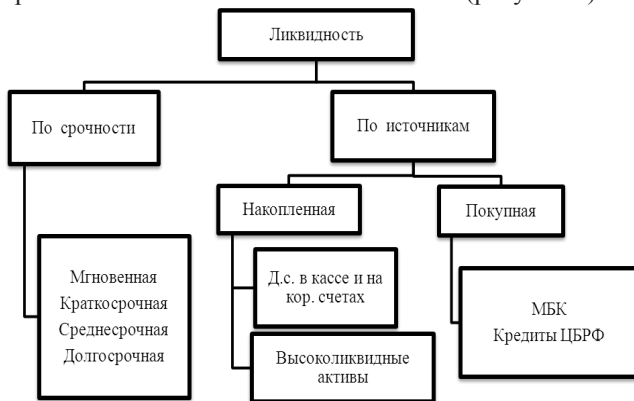 Ликвидность
По срочности
По источникам
Накопленная
Покупная
Мгновенная
Краткосрочная
Среднесрочная
Долгосрочная
Д.с. в кассе и на
кор. счетах
Высоколиквидные
активы
МБК
Кредиты ЦБРФ